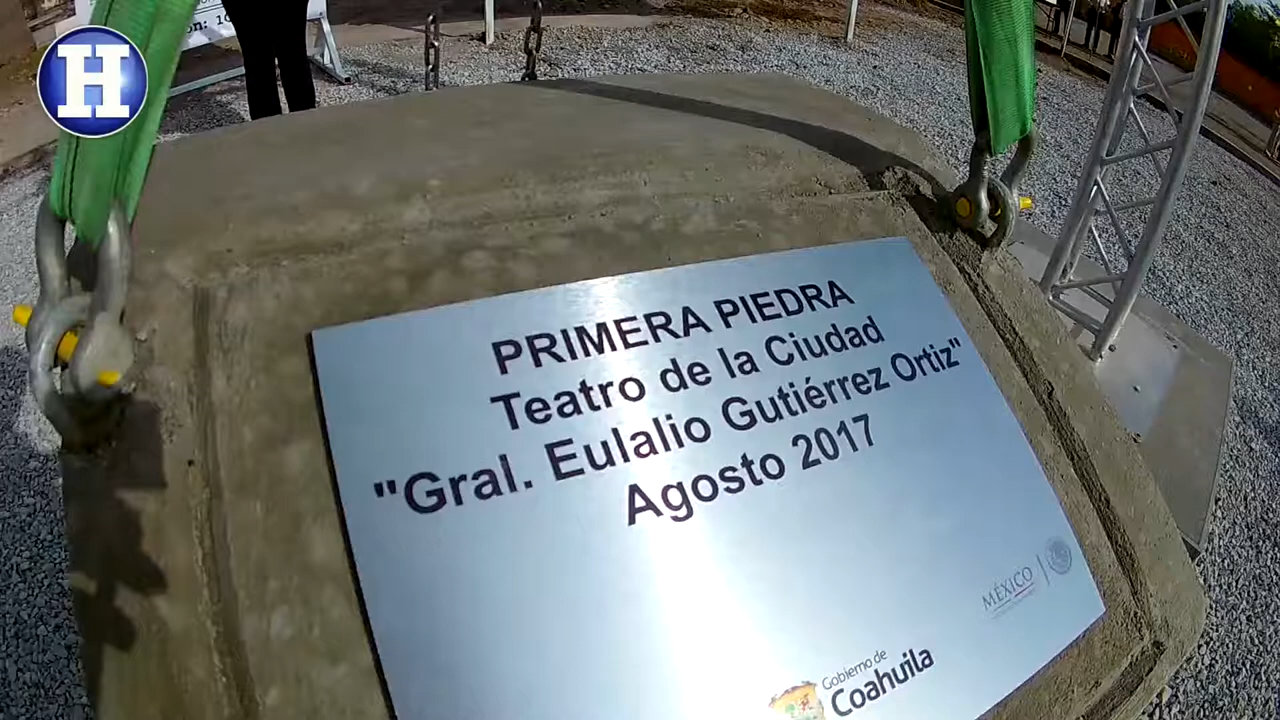 H
PRIMERA PIEDRA
Teatro de la Ciudad
"Gral. Eulalio Gutiérrez Ortiz"
Agosto 2017
MÉXICO
Gobierno de
Coahuila